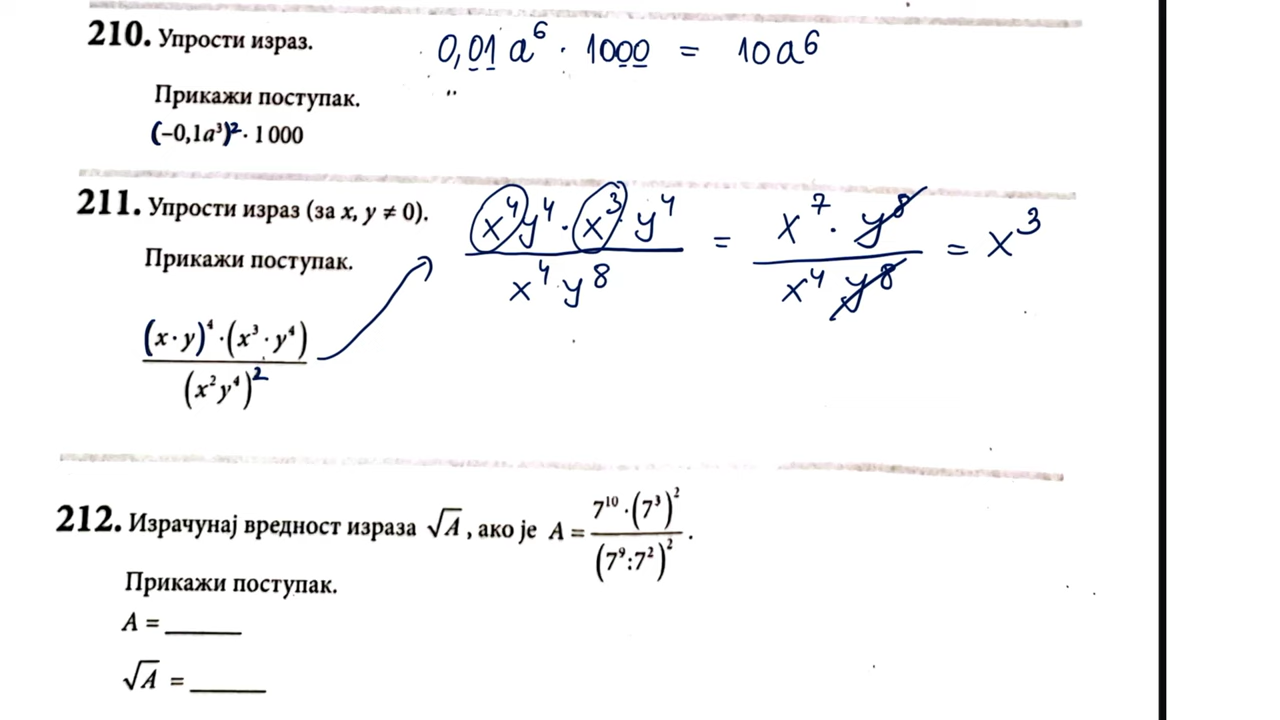 210. Упрости израз.
0,01 a⁶ · 1000 = 10a⁶
Прикажи поступак.
(−0,1a³)² · 1 000
211. Упрости израз (за x, y ≠ 0).
x⁴y⁴ · x³ · y⁴ / x⁴y⁸ = x⁷ · y⁸ / x⁴ y⁸ = x³
Прикажи поступак.
(x · y)⁴ · (x³ · y⁴)
(x²y⁴)²
212. Израчунај вредност израза √A, ако је A = 7¹⁰ · (7³)² / (7⁹ : 7²)².
Прикажи поступак.
A = ______
√A = ______